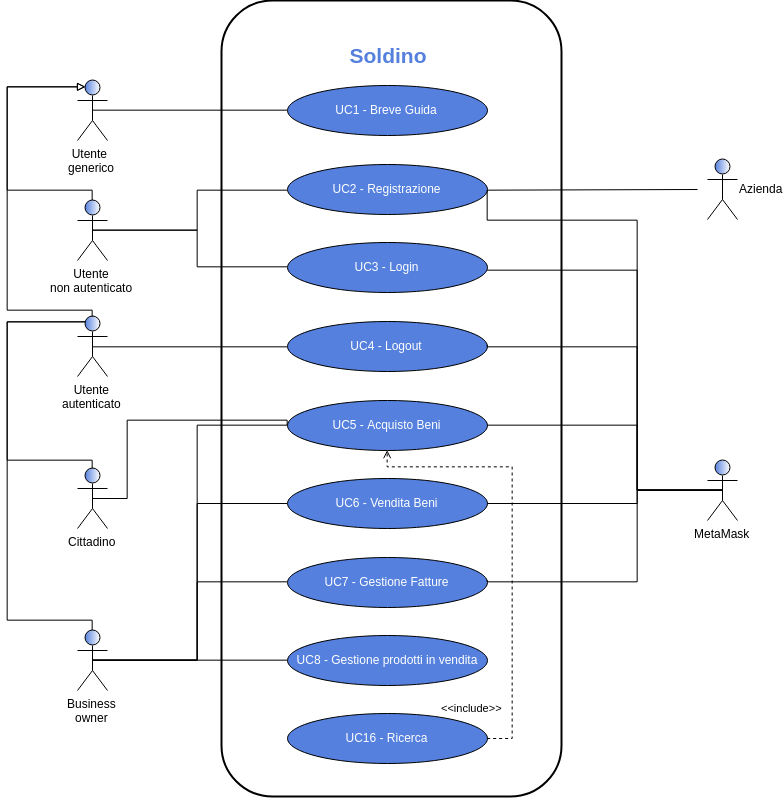 Soldino
UC1 - Breve Guida
Utente
generico
UC2 - Registrazione
Azienda
Utente
non autenticato
UC3 - Login
UC4 - Logout
Utente
autenticato
UC5 - Acquisto Beni
UC6 - Vendita Beni
Cittadino
MetaMask
UC7 - Gestione Fatture
UC8 - Gestione prodotti in vendita
Business
owner
<<include>>
UC16 - Ricerca